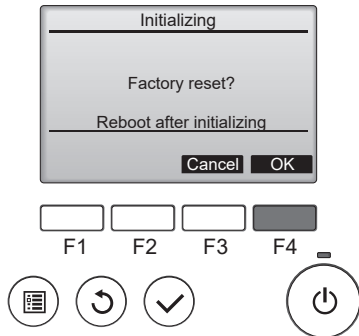 Initializing
Factory reset?
Reboot after initializing
Cancel OK
F1 F2 F3 F4